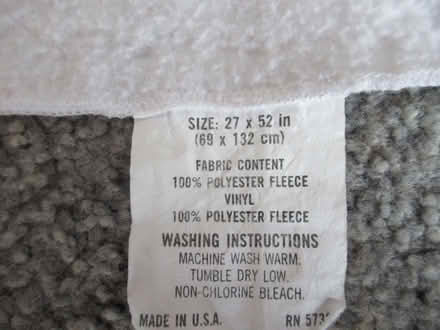 SIZE: 27 x 52 in
(69 x 132 cm)
FABRIC CONTENT
100% POLYESTER FLEECE
VINYL
100% POLYESTER FLEECE
WASHING INSTRUCTIONS
MACHINE WASH WARM.
TUMBLE DRY LOW.
NON-CHLORINE BLEACH.
MADE IN U.S.A. RN